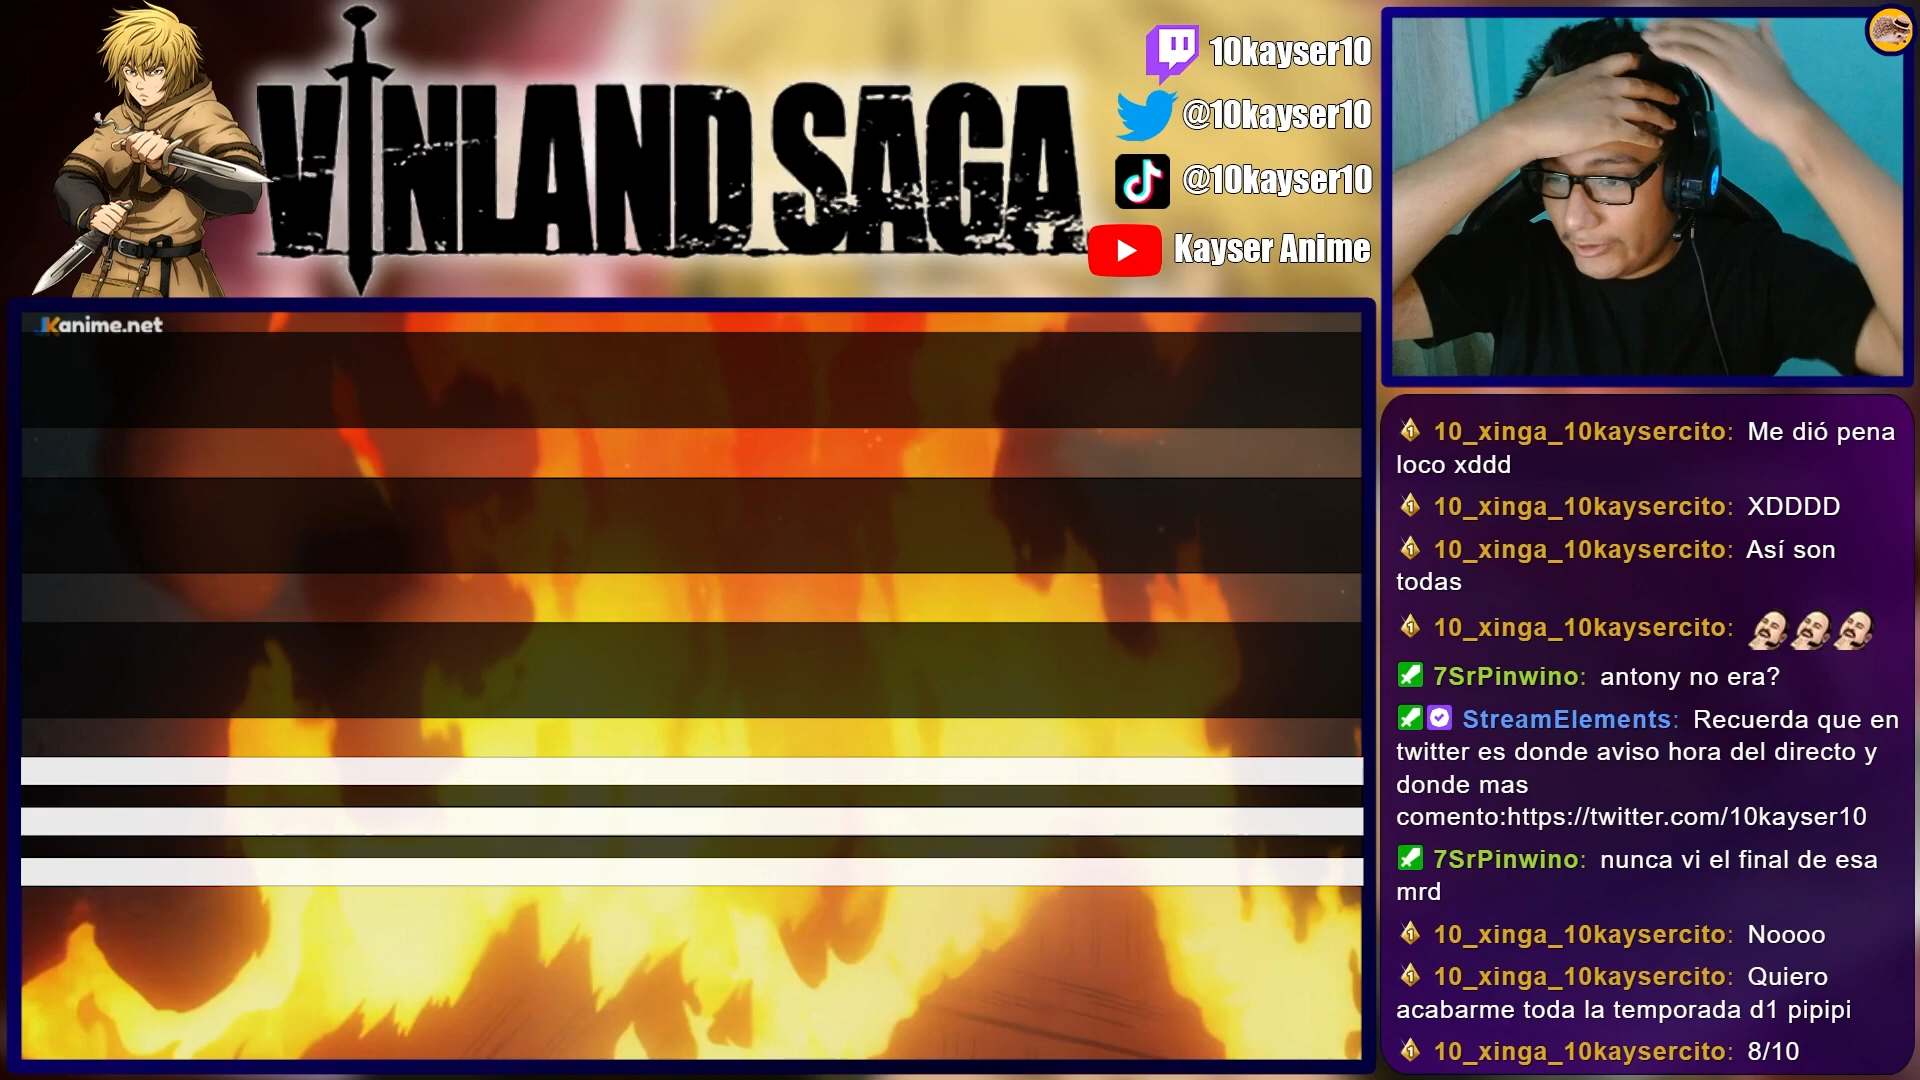 VINLAND SAGA
10kayser10
@10kayser10
@10kayser10
Kayser Anime
JKanime.net
10_xinga_10kaysercito: Me dió pena
loco xddd
10_xinga_10kaysercito: XDDDD
10_xinga_10kaysercito: Así son
todas
10_xinga_10kaysercito:
7SrPinwino: antony no era?
StreamElements: Recuerda que en
twitter es donde aviso hora del directo y
donde mas
comento:https://twitter.com/10kayser10
7SrPinwino: nunca vi el final de esa
mrd
10_xinga_10kaysercito: Noooo
10_xinga_10kaysercito: Quiero
acabarme toda la temporada d1 pipipi
10_xinga_10kaysercito: 8/10